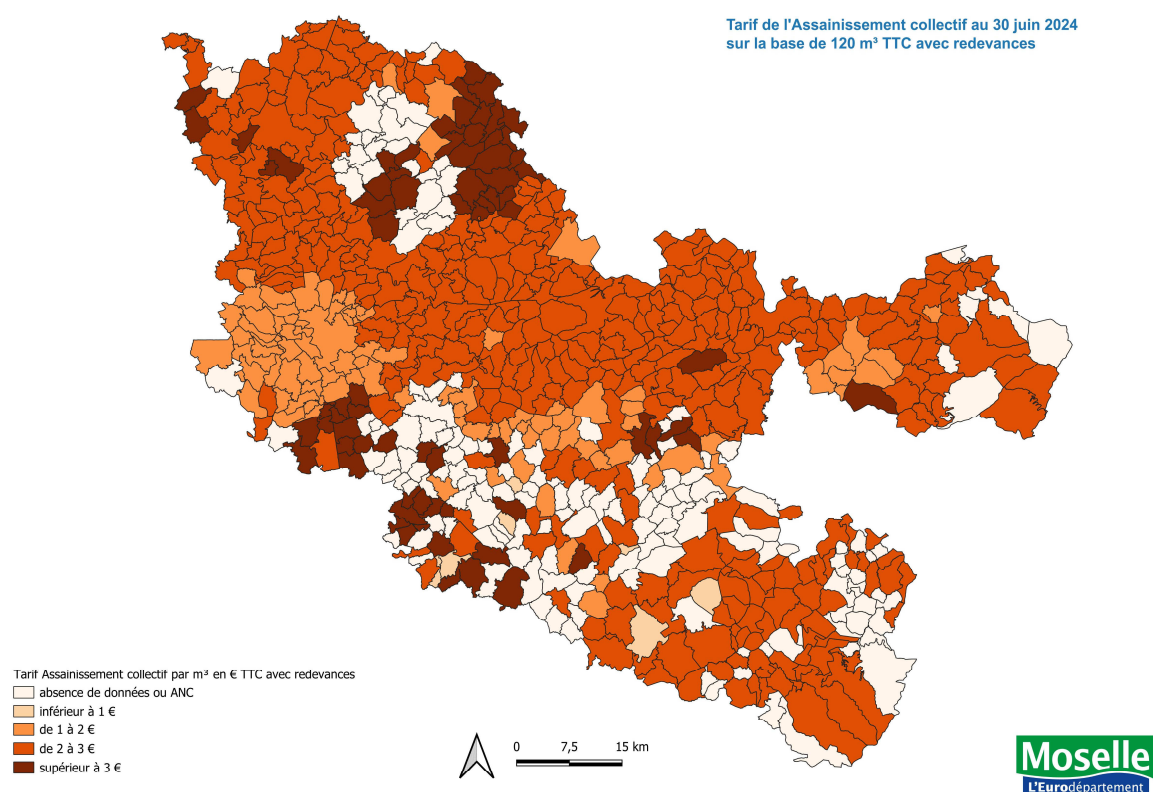 Tarif de l'Assainissement collectif au 30 juin 2024
sur la base de 120 m³ TTC avec redevances
Tarif Assainissement collectif par m³ en € TTC avec redevances
absence de données ou ANC
inférieur à 1 €
de 1 à 2 €
de 2 à 3 €
supérieur à 3 €
0 7,5 15 km
Moselle
L'Eurodépartement